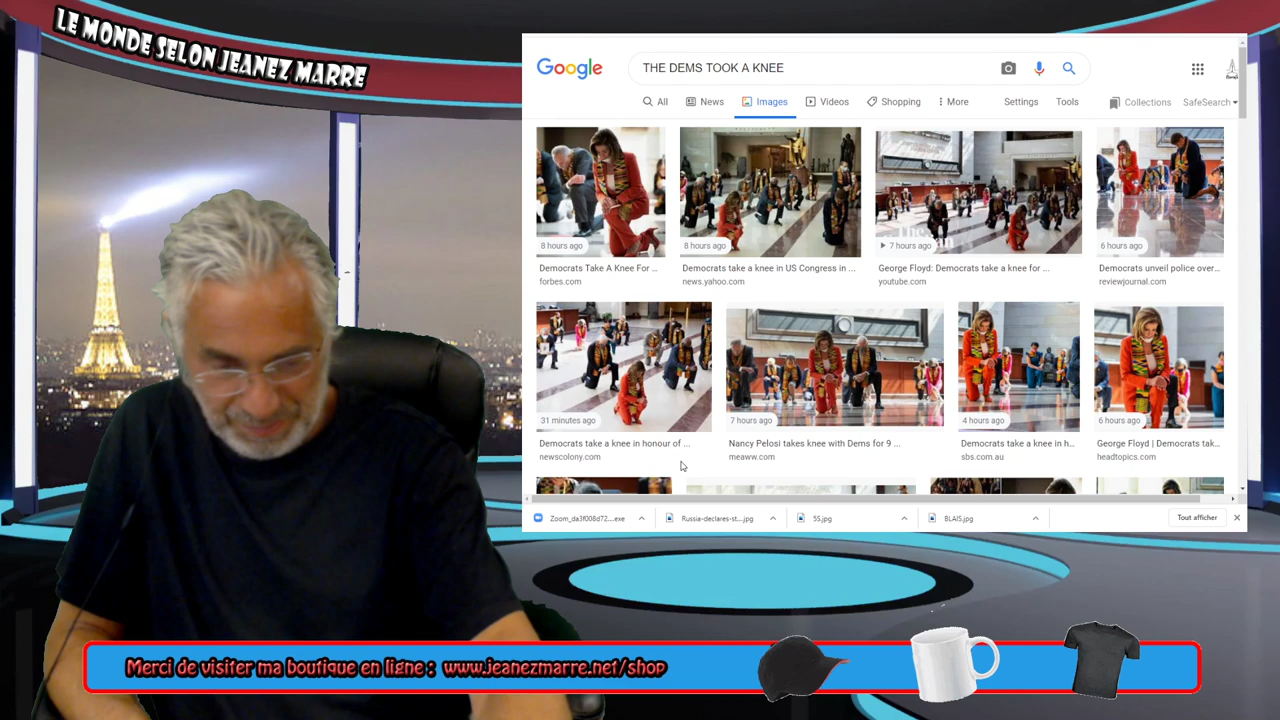 LE MONDE SELON JEANEZ MARRE
Google
THE DEMS TOOK A KNEE
All News Images Videos Shopping More Settings Tools Collections SafeSearch
8 hours ago
8 hours ago
7 hours ago
6 hours ago
Democrats Take A Knee For ..
Democrats take a knee in US Congress in ...
George Floyd: Democrats take a knee for ...
Democrats unveil police over...
forbes.com
news.yahoo.com
youtube.com
reviewjournal.com
31 minutes ago
7 hours ago
4 hours ago
6 hours ago
Democrats take a knee in honour of ...
Nancy Pelosi takes knee with Dems for 9 ...
Democrats take a knee in h...
George Floyd | Democrats tak...
newscolony.com
meaww.com
sbs.com.au
headtopics.com
Zoom_da3f008d72....exe
Russia-declares-st....jpg
5S.jpg
BLAIS.jpg
Tout afficher
Merci de visiter ma boutique en ligne : www.jeanezmarre.net/shop